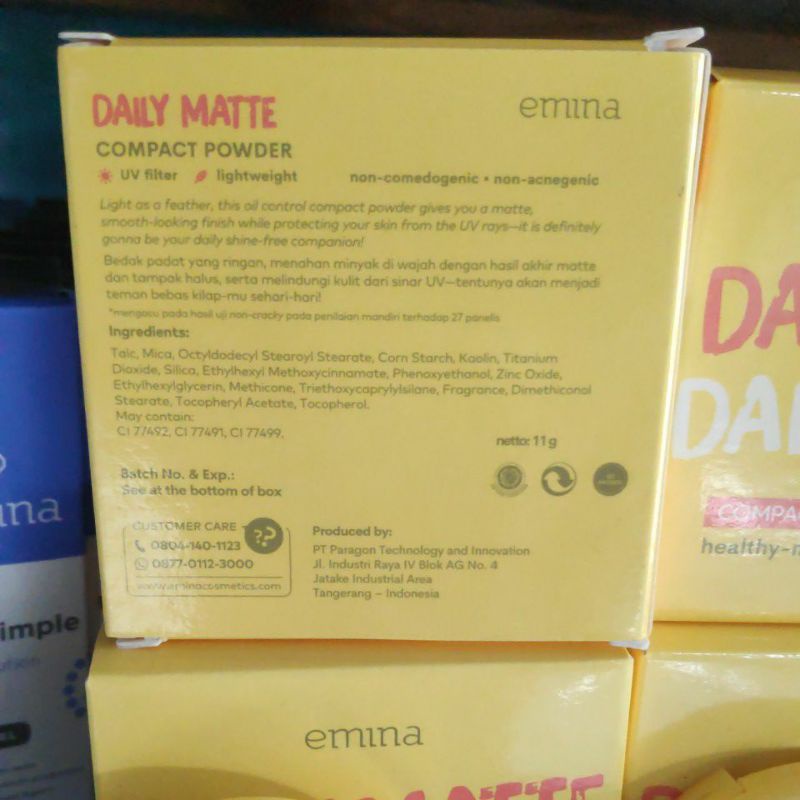 DAILY MATTE
emina
COMPACT POWDER
UV filter lightweight non-comedogenic • non-acnegenic
Light as a feather, this oil control compact powder gives you a matte,
smooth-looking finish while protecting your skin from the UV rays—it is definitely
gonna be your daily shine-free companion!
Bedak padat yang ringan, menahan minyak di wajah dengan hasil akhir matte
dan tampak halus, serta melindungi kulit dari sinar UV—tentunya akan menjadi
teman bebas kilap-mu sehari-hari!
*mengacu pada hasil uji non-cracky pada penilaian mandiri terhadap 27 panelis
Ingredients:
Talc, Mica, Octyldodecyl Stearoyl Stearate, Corn Starch, Kaolin, Titanium
Dioxide, Silica, Ethylhexyl Methoxycinnamate, Phenoxyethanol, Zinc Oxide,
Ethylhexylglycerin, Methicone, Triethoxycaprylylsilane, Fragrance, Dimethiconol
Stearate, Tocopheryl Acetate, Tocopherol.
May contain:
CI 77492, CI 77491, CI 77499.
netto: 11 g
Batch No. & Exp.:
See at the bottom of box
CUSTOMER CARE
??
0804-140-1123
0877-0112-3000
www.eminacosmetics.com
Produced by:
PT Paragon Technology and Innovation
Jl. Industri Raya IV Blok AG No. 4
Jatake Industrial Area
Tangerang – Indonesia
DA
DAI
COMPA
healthy-
ina
imple
emina